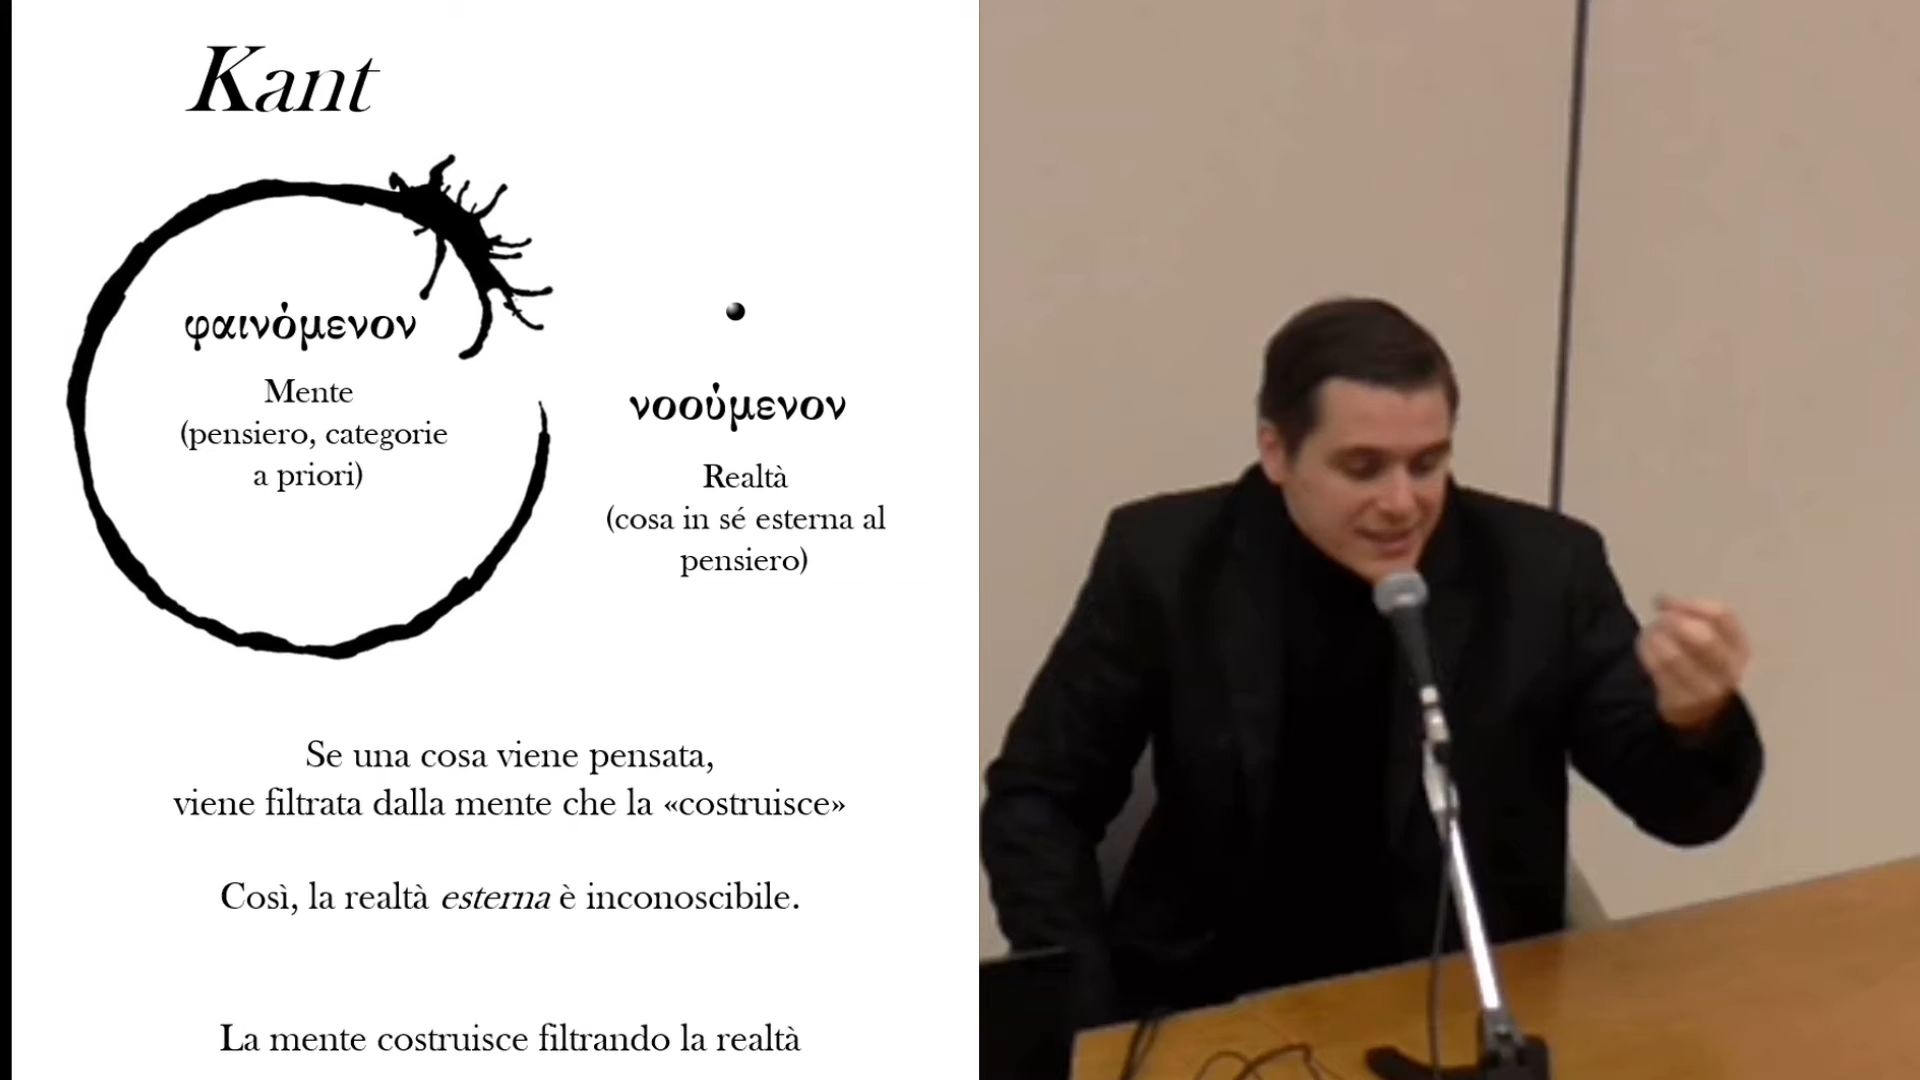 Kant
φαινόμενον
Mente
(pensiero, categorie
a priori)
νοούμενον
Realtà
(cosa in sé esterna al
pensiero)
Se una cosa viene pensata,
viene filtrata dalla mente che la «costruisce»
Così, la realtà esterna è inconoscibile.
La mente costruisce filtrando la realtà